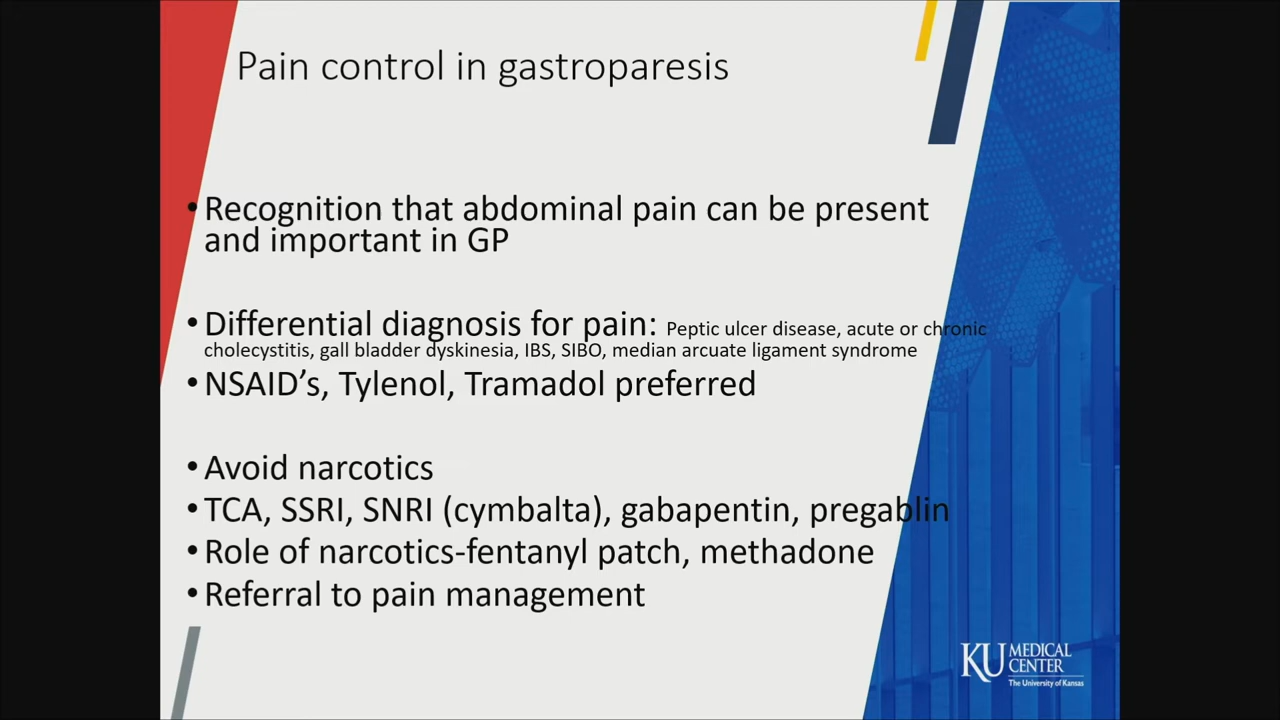 Pain control in gastroparesis
•Recognition that abdominal pain can be present
and important in GP
•Differential diagnosis for pain: Peptic ulcer disease, acute or chronic
cholecystitis, gall bladder dyskinesia, IBS, SIBO, median arcuate ligament syndrome
•NSAID’s, Tylenol, Tramadol preferred
•Avoid narcotics
•TCA, SSRI, SNRI (cymbalta), gabapentin, pregablin
•Role of narcotics-fentanyl patch, methadone
•Referral to pain management
KU MEDICAL
CENTER
The University of Kansas